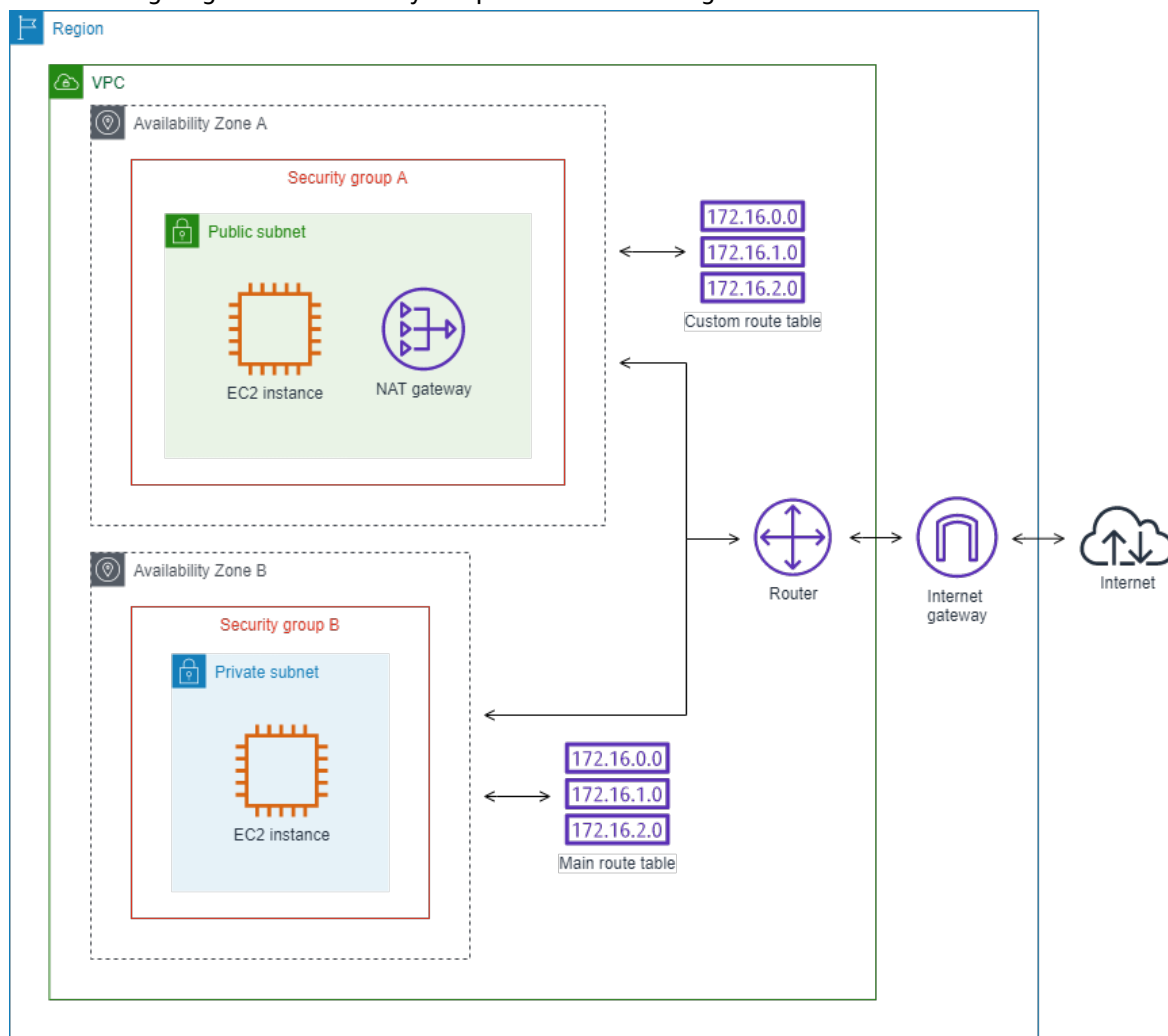 Region
VPC
Availability Zone A
Security group A
Public subnet
EC2 instance
NAT gateway
172.16.0.0
172.16.1.0
172.16.2.0
Custom route table
Router
Internet
gateway
Internet
Availability Zone B
Security group B
Private subnet
EC2 instance
172.16.0.0
172.16.1.0
172.16.2.0
Main route table